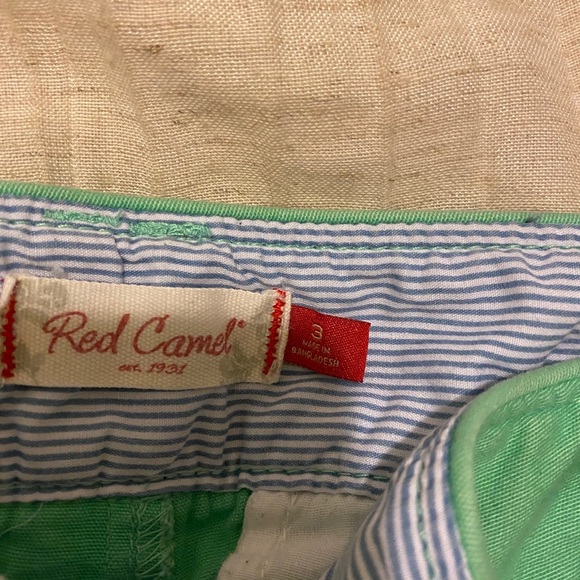 Red Camel®
est. 1931
3
MADE IN
BANGLADESH